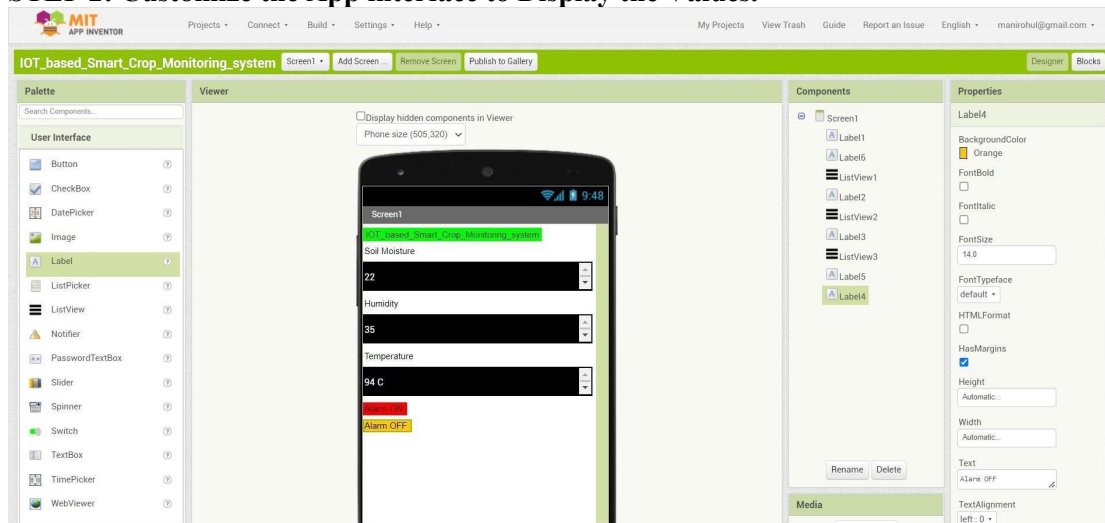 STEP 2: Customize the App interface to Display the Values.
MIT
APP INVENTOR
Projects
Connect
Build
Settings
Help
My Projects
View Trash
Guide
Report an Issue
English
manirohul@gmail.com
IOT_based_Smart_Crop_Monitoring_system
Screen1
Add Screen ...
Remove Screen
Publish to Gallery
Designer
Blocks
Palette
Search Components...
User Interface
Button
CheckBox
DatePicker
Image
Label
ListPicker
ListView
Notifier
PasswordTextBox
Slider
Spinner
Switch
TextBox
TimePicker
WebViewer
Viewer
Display hidden components in Viewer
Phone size (505,320)
9:48
Screen1
IOT_based_Smart_Crop_Monitoring_system
Soil Moisture
22
Humidity
35
Temperature
94 C
Alarm ON
Alarm OFF
Components
Screen1
Label1
Label6
ListView1
Label2
ListView2
Label3
ListView3
Label5
Label4
Rename
Delete
Media
Properties
Label4
BackgroundColor
Orange
FontBold
FontItalic
FontSize
14.0
FontTypeface
default
HTMLFormat
HasMargins
Height
Automatic...
Width
Automatic...
Text
Alarm OFF
TextAlignment
left : 0